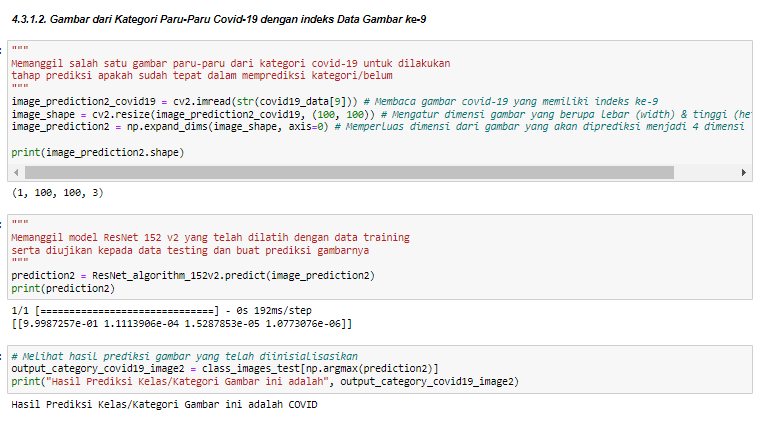 4.3.1.2. Gambar dari Kategori Paru-Paru Covid-19 dengan indeks Data Gambar ke-9
"""
Memanggil salah satu gambar paru-paru dari kategori covid-19 untuk dilakukan
tahap prediksi apakah sudah tepat dalam memprediksi kategori/belum
"""
image_prediction2_covid19 = cv2.imread(str(covid19_data[9])) # Membaca gambar covid-19 yang memiliki indeks ke-9
image_shape = cv2.resize(image_prediction2_covid19, (100, 100)) # Mengatur dimensi gambar yang berupa lebar (width) & tinggi (he
image_prediction2 = np.expand_dims(image_shape, axis=0) # Memperluas dimensi dari gambar yang akan diprediksi menjadi 4 dimensi
print(image_prediction2.shape)
(1, 100, 100, 3)
"""
Memanggil model ResNet 152 v2 yang telah dilatih dengan data training
serta diujikan kepada data testing dan buat prediksi gambarnya
"""
prediction2 = ResNet_algorithm_152v2.predict(image_prediction2)
print(prediction2)
1/1 [==============================] - 0s 192ms/step
[[9.9987257e-01 1.1113906e-04 1.5287853e-05 1.0773076e-06]]
# Melihat hasil prediksi gambar yang telah diinisialisasikan
output_category_covid19_image2 = class_images_test[np.argmax(prediction2)]
print("Hasil Prediksi Kelas/Kategori Gambar ini adalah", output_category_covid19_image2)
Hasil Prediksi Kelas/Kategori Gambar ini adalah COVID